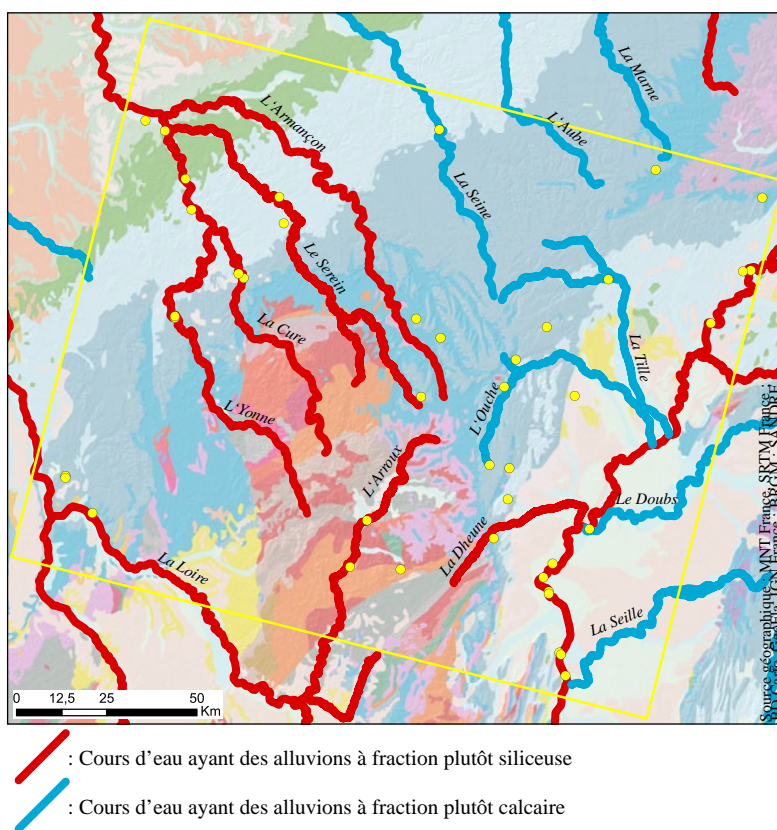 La Marne
L'Armançon
L'Aube
La Seine
Le Serein
La Cure
La Tille
L'Yonne
L'Ouche
L'Arroux
Le Doubs
La Dheune
La Loire
La Seille
Source géographique : MNT France, SRTM France ;
0 12,5 25 50
Km
: Cours d'eau ayant des alluvions à fraction plutôt siliceuse
: Cours d'eau ayant des alluvions à fraction plutôt calcaire